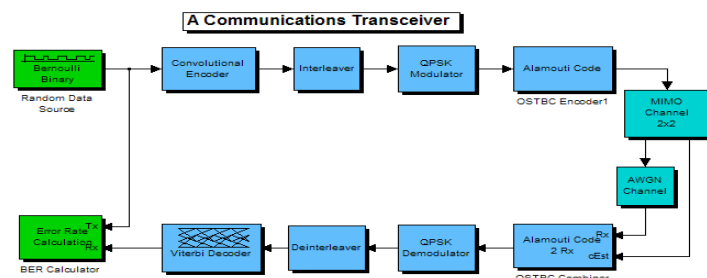 A Communications Transceiver
Bernoulli
Binary
Random Data
Source
Convolutional
Encoder
Interleaver
QPSK
Modulator
Alamouti Code
OSTBC Encoder1
MIMO
Channel
2x2
AWGN
Channel
Tx
Error Rate
Calculation
Rx
BER Calculator
Viterbi Decoder
Deinterleaver
QPSK
Demodulator
Alamouti Code
2 Rx
Rx
cEst
OSTBC Combiner